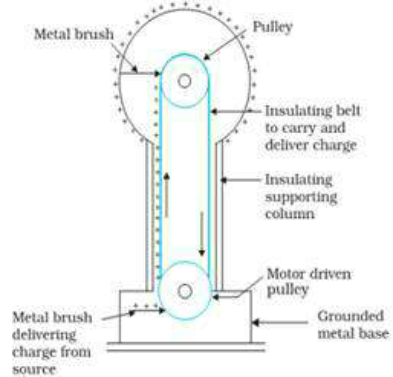 Metal brush
Pulley
Insulating belt
to carry and
deliver charge
Insulating
supporting
column
Motor driven
pulley
Metal brush
delivering
charge from
source
Grounded
metal base